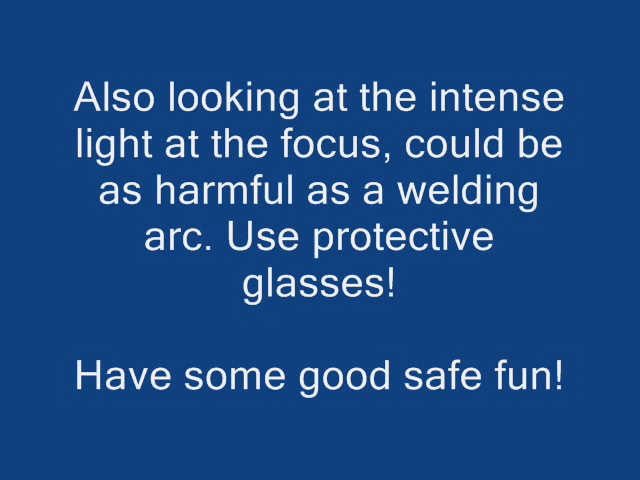 Also looking at the intense
light at the focus, could be
as harmful as a welding
arc. Use protective
glasses!
Have some good safe fun!